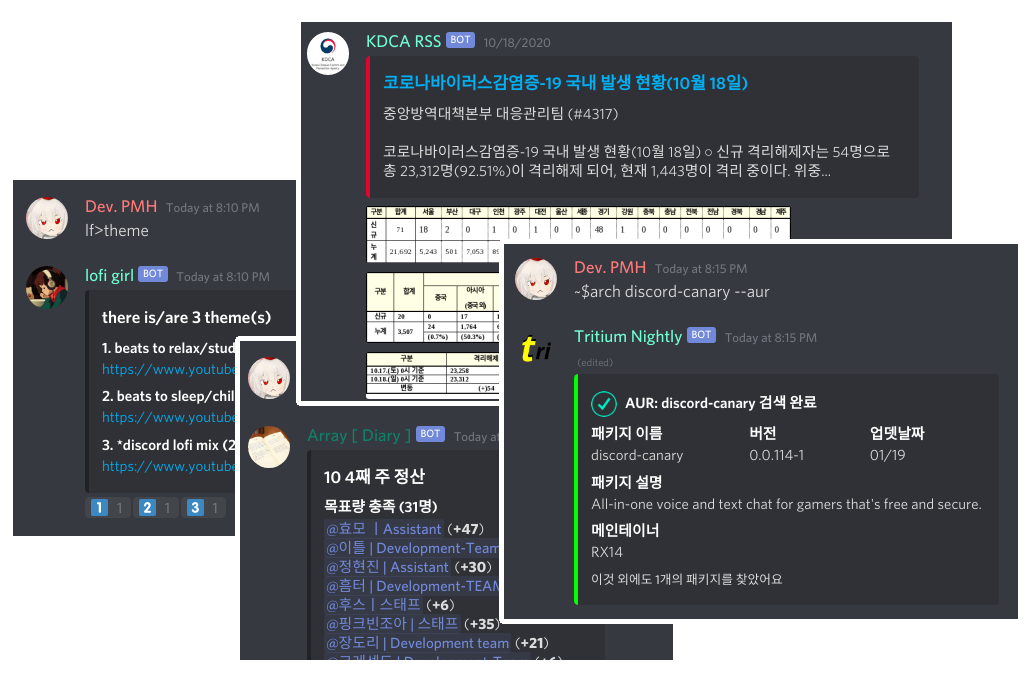 KDCA RSS BOT 10/18/2020
KDCA
코로나바이러스감염증-19 국내 발생 현황(10월 18일)
중앙방역대책본부 대응관리팀 (#4317)
코로나바이러스감염증-19 국내 발생 현황(10월 18일) ○ 신규 격리해제자는 54명으로
총 23,312명(92.51%)이 격리해제 되어, 현재 1,443명이 격리 중이다. 위중...
구분 합계 서울 부산 대구 인천 광주 대전 울산 세종 경기 강원 충북 충남 전북 전남 경북 경남 제주
신규 71 18 2 0 1 0 1 0 0 48 1 0 0 0 0 0 0 0
누계 21,692 5,243 501 7,053
구분 합계 중국 아시아
(중국 외)
신규 20 0 17
누계 3,507 24 1,764
(0.7%) (50.3%)
구분 격리해제
10.17.(토) 0시 기준 23,258
10.18.(일) 0시 기준 23,312
변동 (+)54
Dev. PMH Today at 8:10 PM
lf>theme
lofi girl BOT Today at 8:10 PM
there is/are 3 theme(s)
1. beats to relax/stud
https://www.youtube
2. beats to sleep/chil
https://www.youtube
3. *discord lofi mix (2
https://www.youtube
1 1 2 1 3 1
Array [ Diary ] BOT Today at
10 4째 주 정산
목표량 충족 (31명)
@효모 | Assistant (+47)
@이틀 | Development-Team
@정현진 | Assistant (+30)
@흠터 | Development-TEAM
@후스 | 스태프 (+6)
@핑크빈조아 | 스태프 (+35)
@장도리 | Development team (+21)
Dev. PMH Today at 8:15 PM
~$arch discord-canary --aur
tri
Tritium Nightly BOT Today at 8:15 PM
(edited)
AUR: discord-canary 검색 완료
패키지 이름 버전 업뎃날짜
discord-canary 0.0.114-1 01/19
패키지 설명
All-in-one voice and text chat for gamers that's free and secure.
메인테이너
RX14
이것 외에도 1개의 패키지를 찾았어요